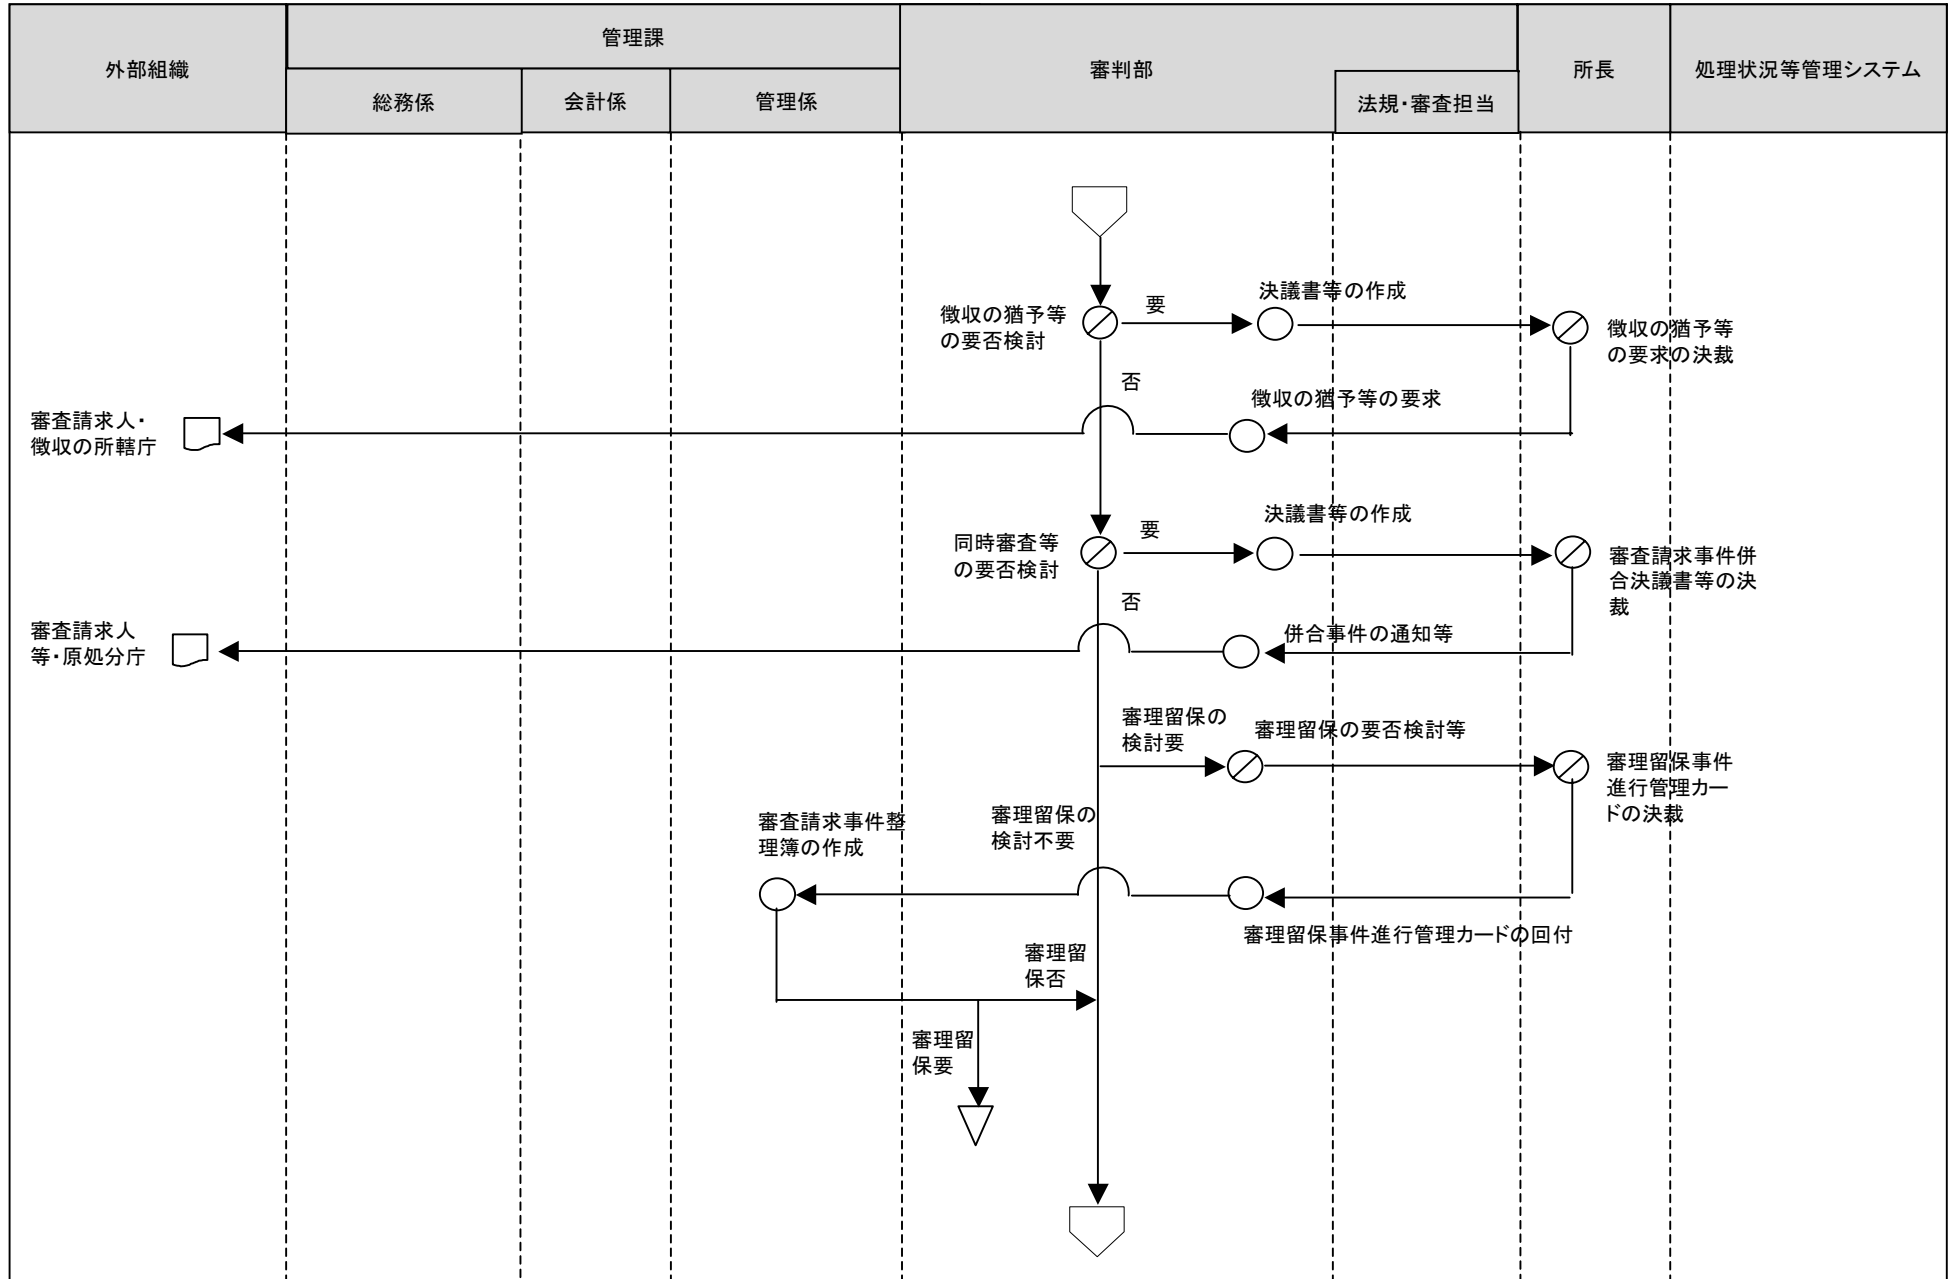 外部組織
管理課
総務係
会計係
管理係
審判部
法規・審査担当
所長
処理状況等管理システム
徴収の猶予等
の要否検討
要
決議書等の作成
徴収の猶予等
の要求の決裁
否
徴収の猶予等の要求
審査請求人・
徴収の所轄庁
同時審査等
の要否検討
要
決議書等の作成
審査請求事件併
合決議書等の決
裁
否
併合事件の通知等
審査請求人
等・原処分庁
審理留保の
検討要
審理留保の要否検討等
審理留保事件
進行管理カー
ドの決裁
審理留保の
検討不要
審査請求事件整
理簿の作成
審理留保事件進行管理カードの回付
審理留
保否
審理留
保要